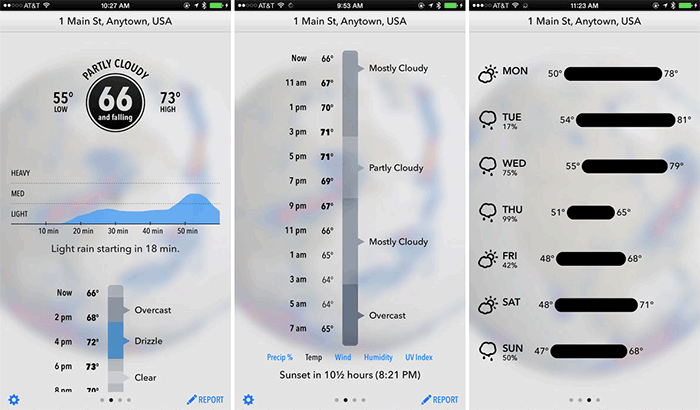 AT&T 10:27 AM
1 Main St, Anytown, USA
PARTLY CLOUDY
55° 66 73°
LOW and falling HIGH
HEAVY
MED
LIGHT
10 min 20 min 30 min 40 min 50 min
Light rain starting in 18 min.
Now 66°
Overcast
2 pm 68°
4 pm 72° Drizzle
6 pm 73°
Clear
8 pm 70°
REPORT
AT&T 9:53 AM
1 Main St, Anytown, USA
Now 66°
Mostly Cloudy
11 am 67°
1 pm 70°
3 pm 71°
5 pm 71°
Partly Cloudy
7 pm 69°
9 pm 67°
11 pm 66°
Mostly Cloudy
1 am 65°
3 am 64°
5 am 64°
Overcast
7 am 65°
Precip % Temp Wind Humidity UV Index
Sunset in 10½ hours (8:21 PM)
REPORT
AT&T 11:23 AM
1 Main St, Anytown, USA
MON 50° 78°
TUE 54° 81°
17%
WED 55° 79°
75%
THU 51° 65°
99%
FRI 48° 68°
42%
SAT 48° 71°
SUN 47° 68°
50%